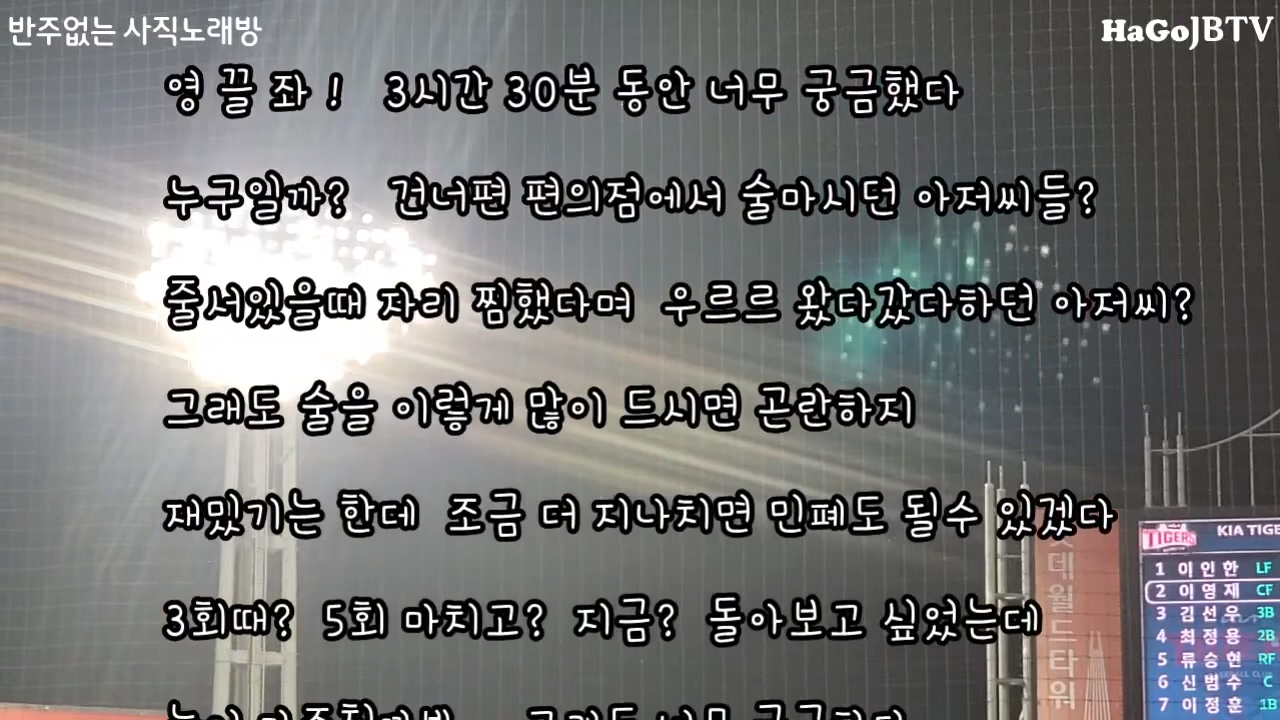 반주없는 사직노래방
HaGoJBTV
영 끌 좌 ! 3시간 30분 동안 너무 궁금했다
누구일까? 건너편 편의점에서 술마시던 아저씨들?
줄서있을때 자리 찜했다며 우르르 왔다갔다하던 아저씨?
그래도 술을 이렇게 많이 드시면 곤란하지
재밌기는 한데 조금 더 지나치면 민폐도 될수 있겠다
3회때? 5회 마치고? 지금? 돌아보고 싶었는데
TIGERS
KIA TIGE
1 이인한 LF
2 이영재 CF
3 김선우 3B
4 최정용 2B
5 류승현 RF
6 신범수 C
7 이정훈 1B
데월드타워